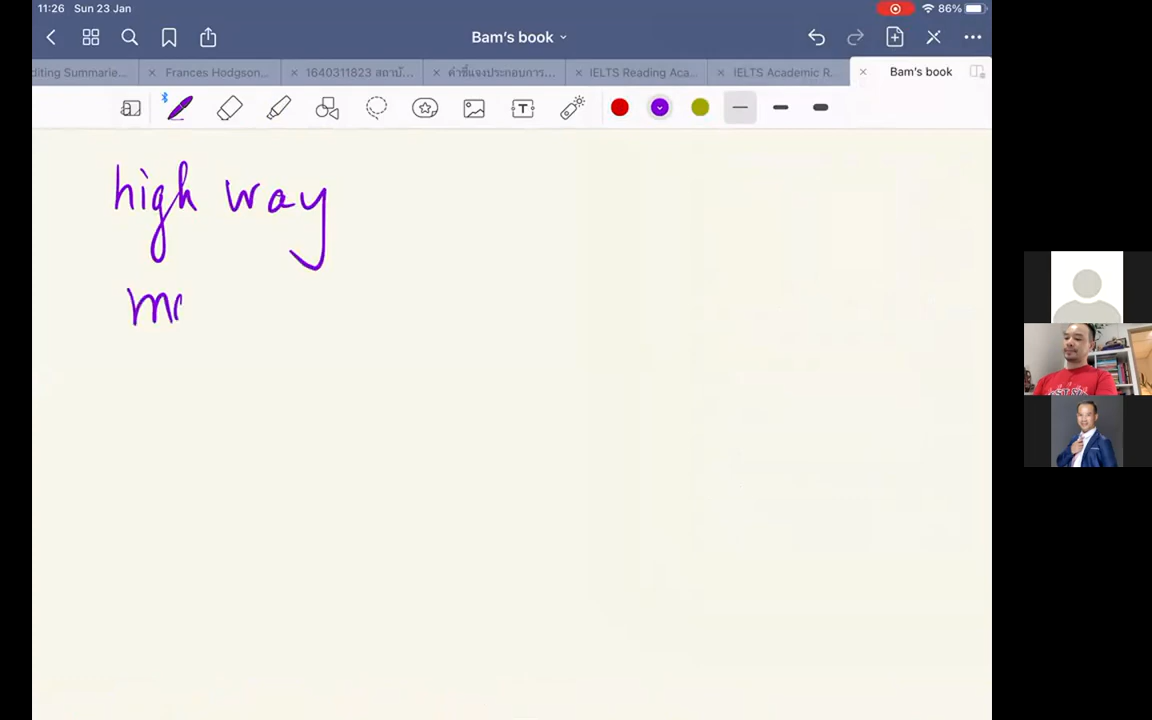 11:26 Sun 23 Jan 86%
Bam's book
diting Summarie... Frances Hodgson... 1640311823 สถาบั... คำชี้แจงประกอบการ... IELTS Reading Aca... IELTS Academic R... Bam's book
high way
m